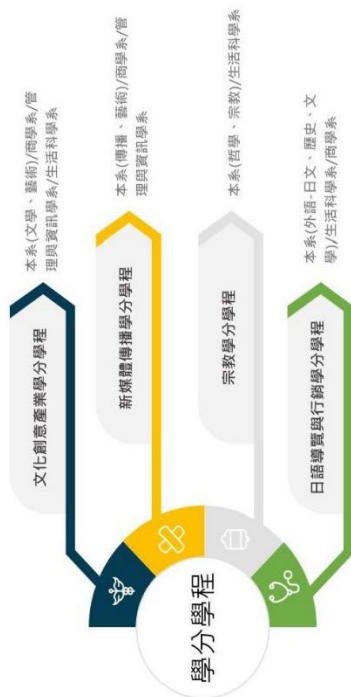 學分學程
文化創意產業學分學程
本系(文學、藝術)/商學系/管
理與資訊學系/生活科學系
新媒體傳播學分學程
本系(傳播、藝術)/商學系/管
理與資訊學系
宗教學分學程
本系(哲學、宗教)/生活科學系
日語導覽與行銷學分學程
本系(外語-日文、歷史、文
學)/生活科學系/商學系